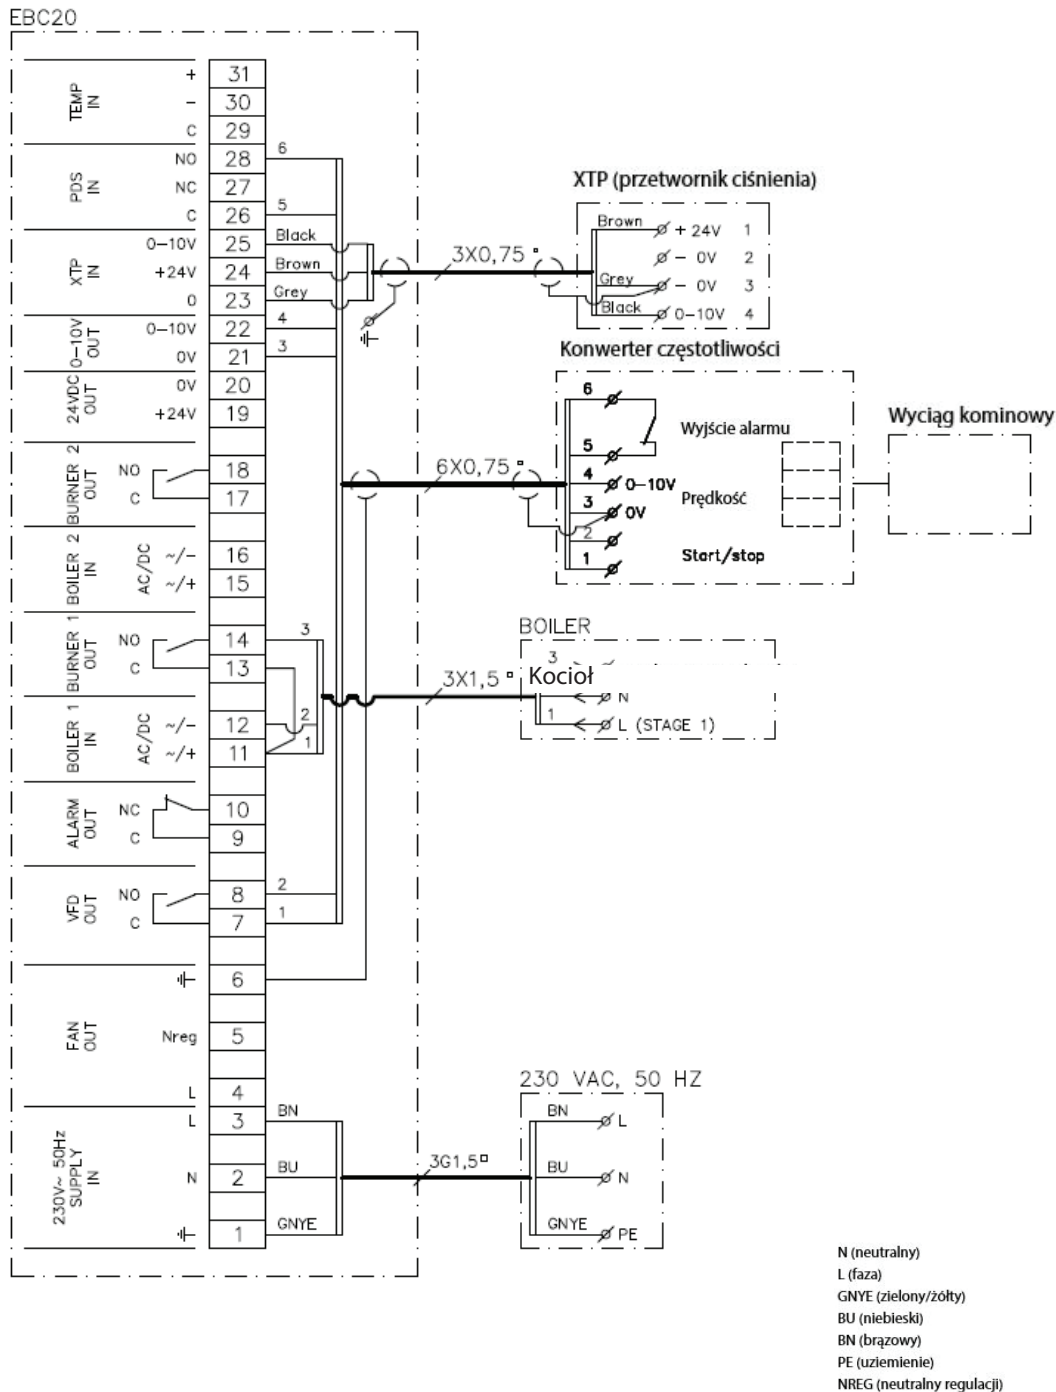 EBC20
TEMP IN
+ 31
− 30
C 29
PDS IN
NO 28 6
NC 27
C 26 5
XTP IN
0−10V 25 Black
+24V 24 Brown
0 23 Grey
0−10V OUT
0−10V 22 4
0V 21 3
24VDC OUT
0V 20
+24V 19
BURNER 2 OUT
NO 18
C 17
BOILER 2 IN
AC/DC
~/− 16
~/+ 15
BURNER 1 OUT
NO 14 3
C 13
BOILER 1 IN
AC/DC
~/− 12 2
~/+ 11 1
ALARM OUT
NC 10
C 9
VFD OUT
NO 8 2
C 7 1
FAN OUT
6
Nreg 5
L 4
230V~ 50Hz SUPPLY IN
L 3 BN
N 2 BU
1 GNYE
3X0,75
XTP (przetwornik ciśnienia)
Brown + 24V 1
− 0V 2
Grey − 0V 3
Black 0−10V 4
Konwerter częstotliwości
6X0,75
6
Wyjście alarmu
5
4 0−10V
Prędkość
3 0V
2
Start/stop
1
Wyciąg kominowy
BOILER
3X1,5
3
Kocioł
N
1 L (STAGE 1)
230 VAC, 50 HZ
3G1,5
BN L
BU N
GNYE PE
N (neutralny)
L (faza)
GNYE (zielony/żółty)
BU (niebieski)
BN (brązowy)
PE (uziemienie)
NREG (neutralny regulacji)